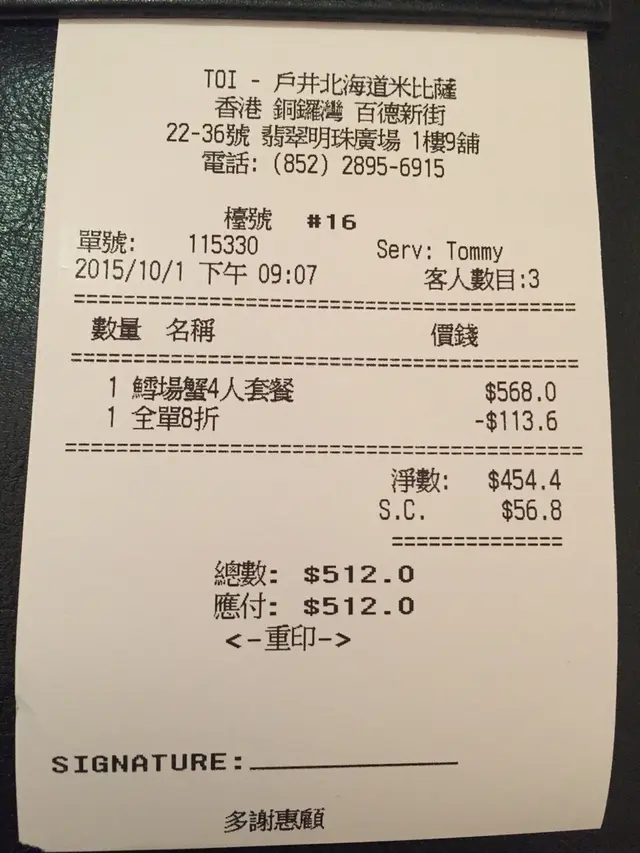 TOI - 戶井北海道米比薩
香港 銅鑼灣 百德新街
22-36號 翡翠明珠廣場 1樓9舖
電話: (852) 2895-6915
檯號 #16
單號: 115330 Serv: Tommy
2015/10/1 下午 09:07 客人數目:3
==========================================
數量 名稱 價錢
==========================================
1 鱈場蟹4人套餐 $568.0
1 全單8折 -$113.6
==========================================
淨數: $454.4
S.C. $56.8
==============
總數: $512.0
應付: $512.0
<-重印->
SIGNATURE:_______________
多謝惠顧